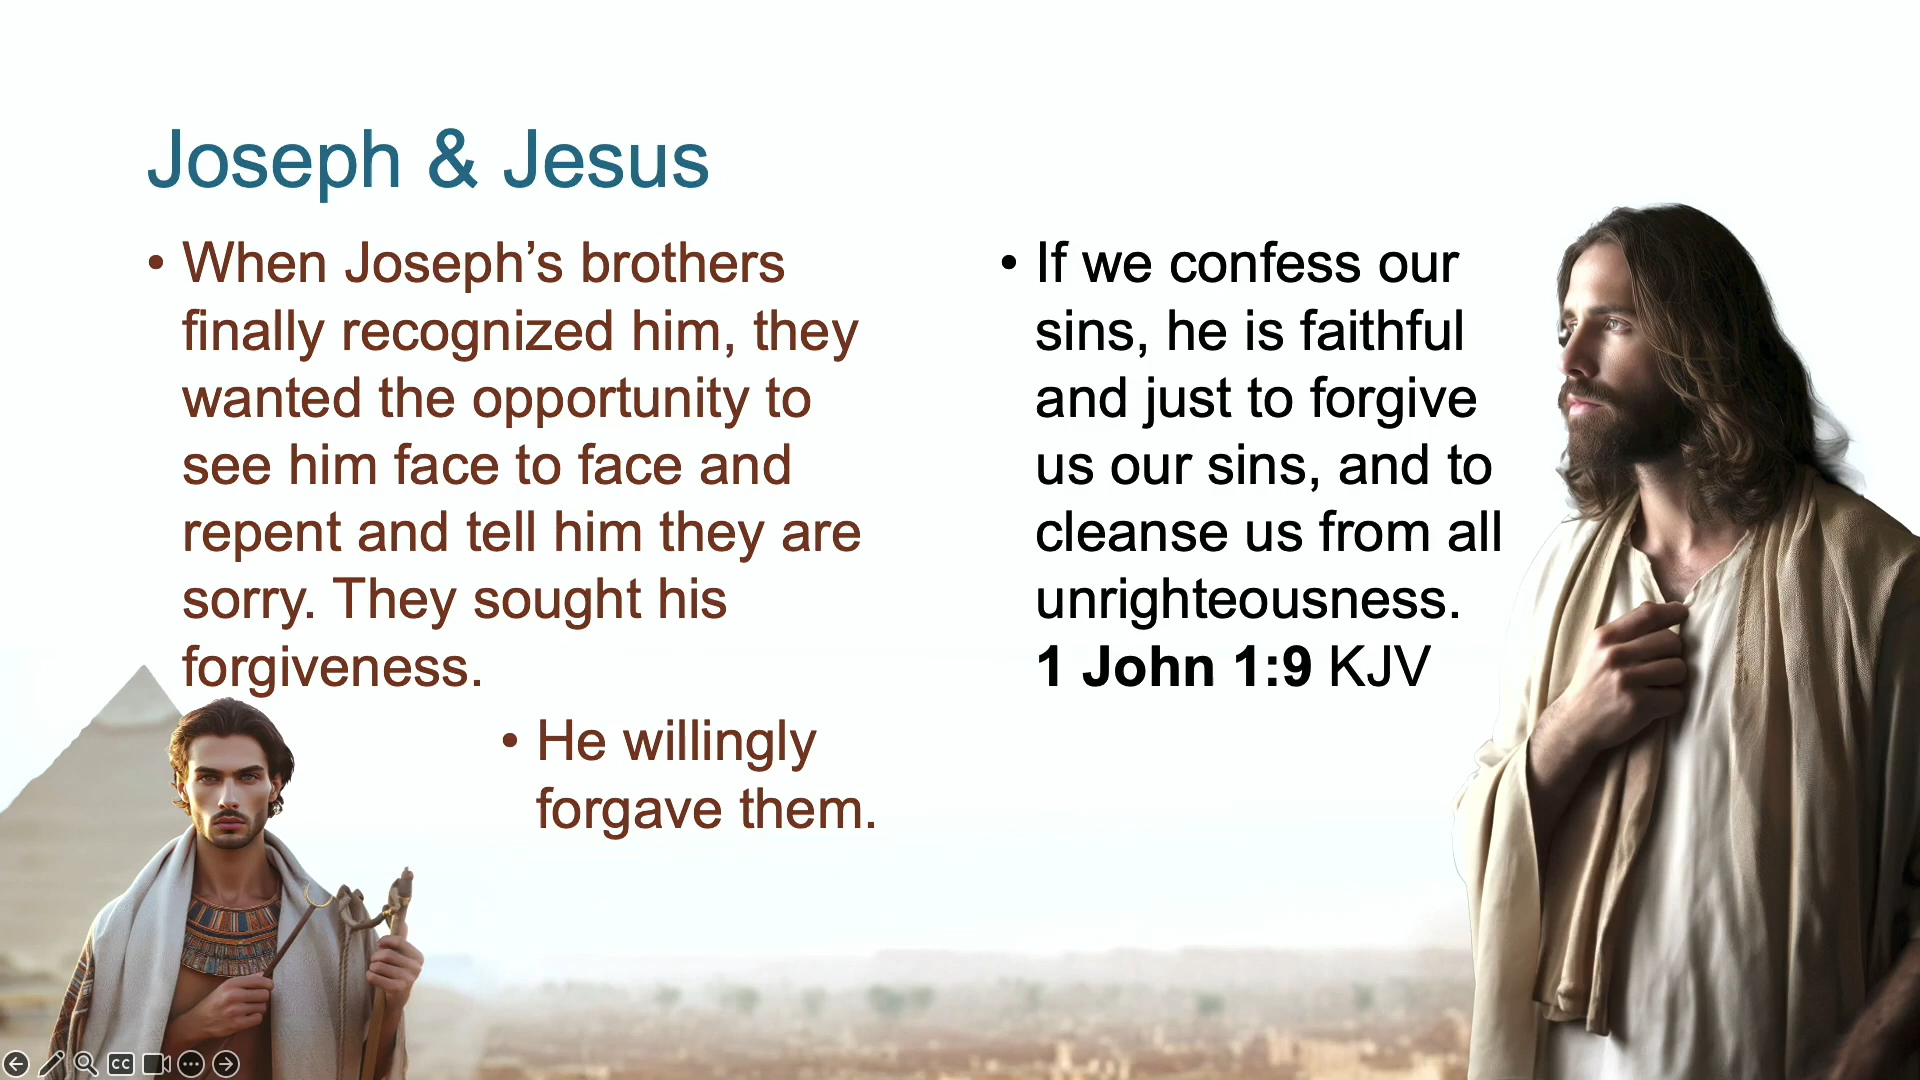 Joseph & Jesus
• When Joseph’s brothers
finally recognized him, they
wanted the opportunity to
see him face to face and
repent and tell him they are
sorry. They sought his
forgiveness.
• He willingly
forgave them.
• If we confess our
sins, he is faithful
and just to forgive
us our sins, and to
cleanse us from all
unrighteousness.
1 John 1:9 KJV
CC